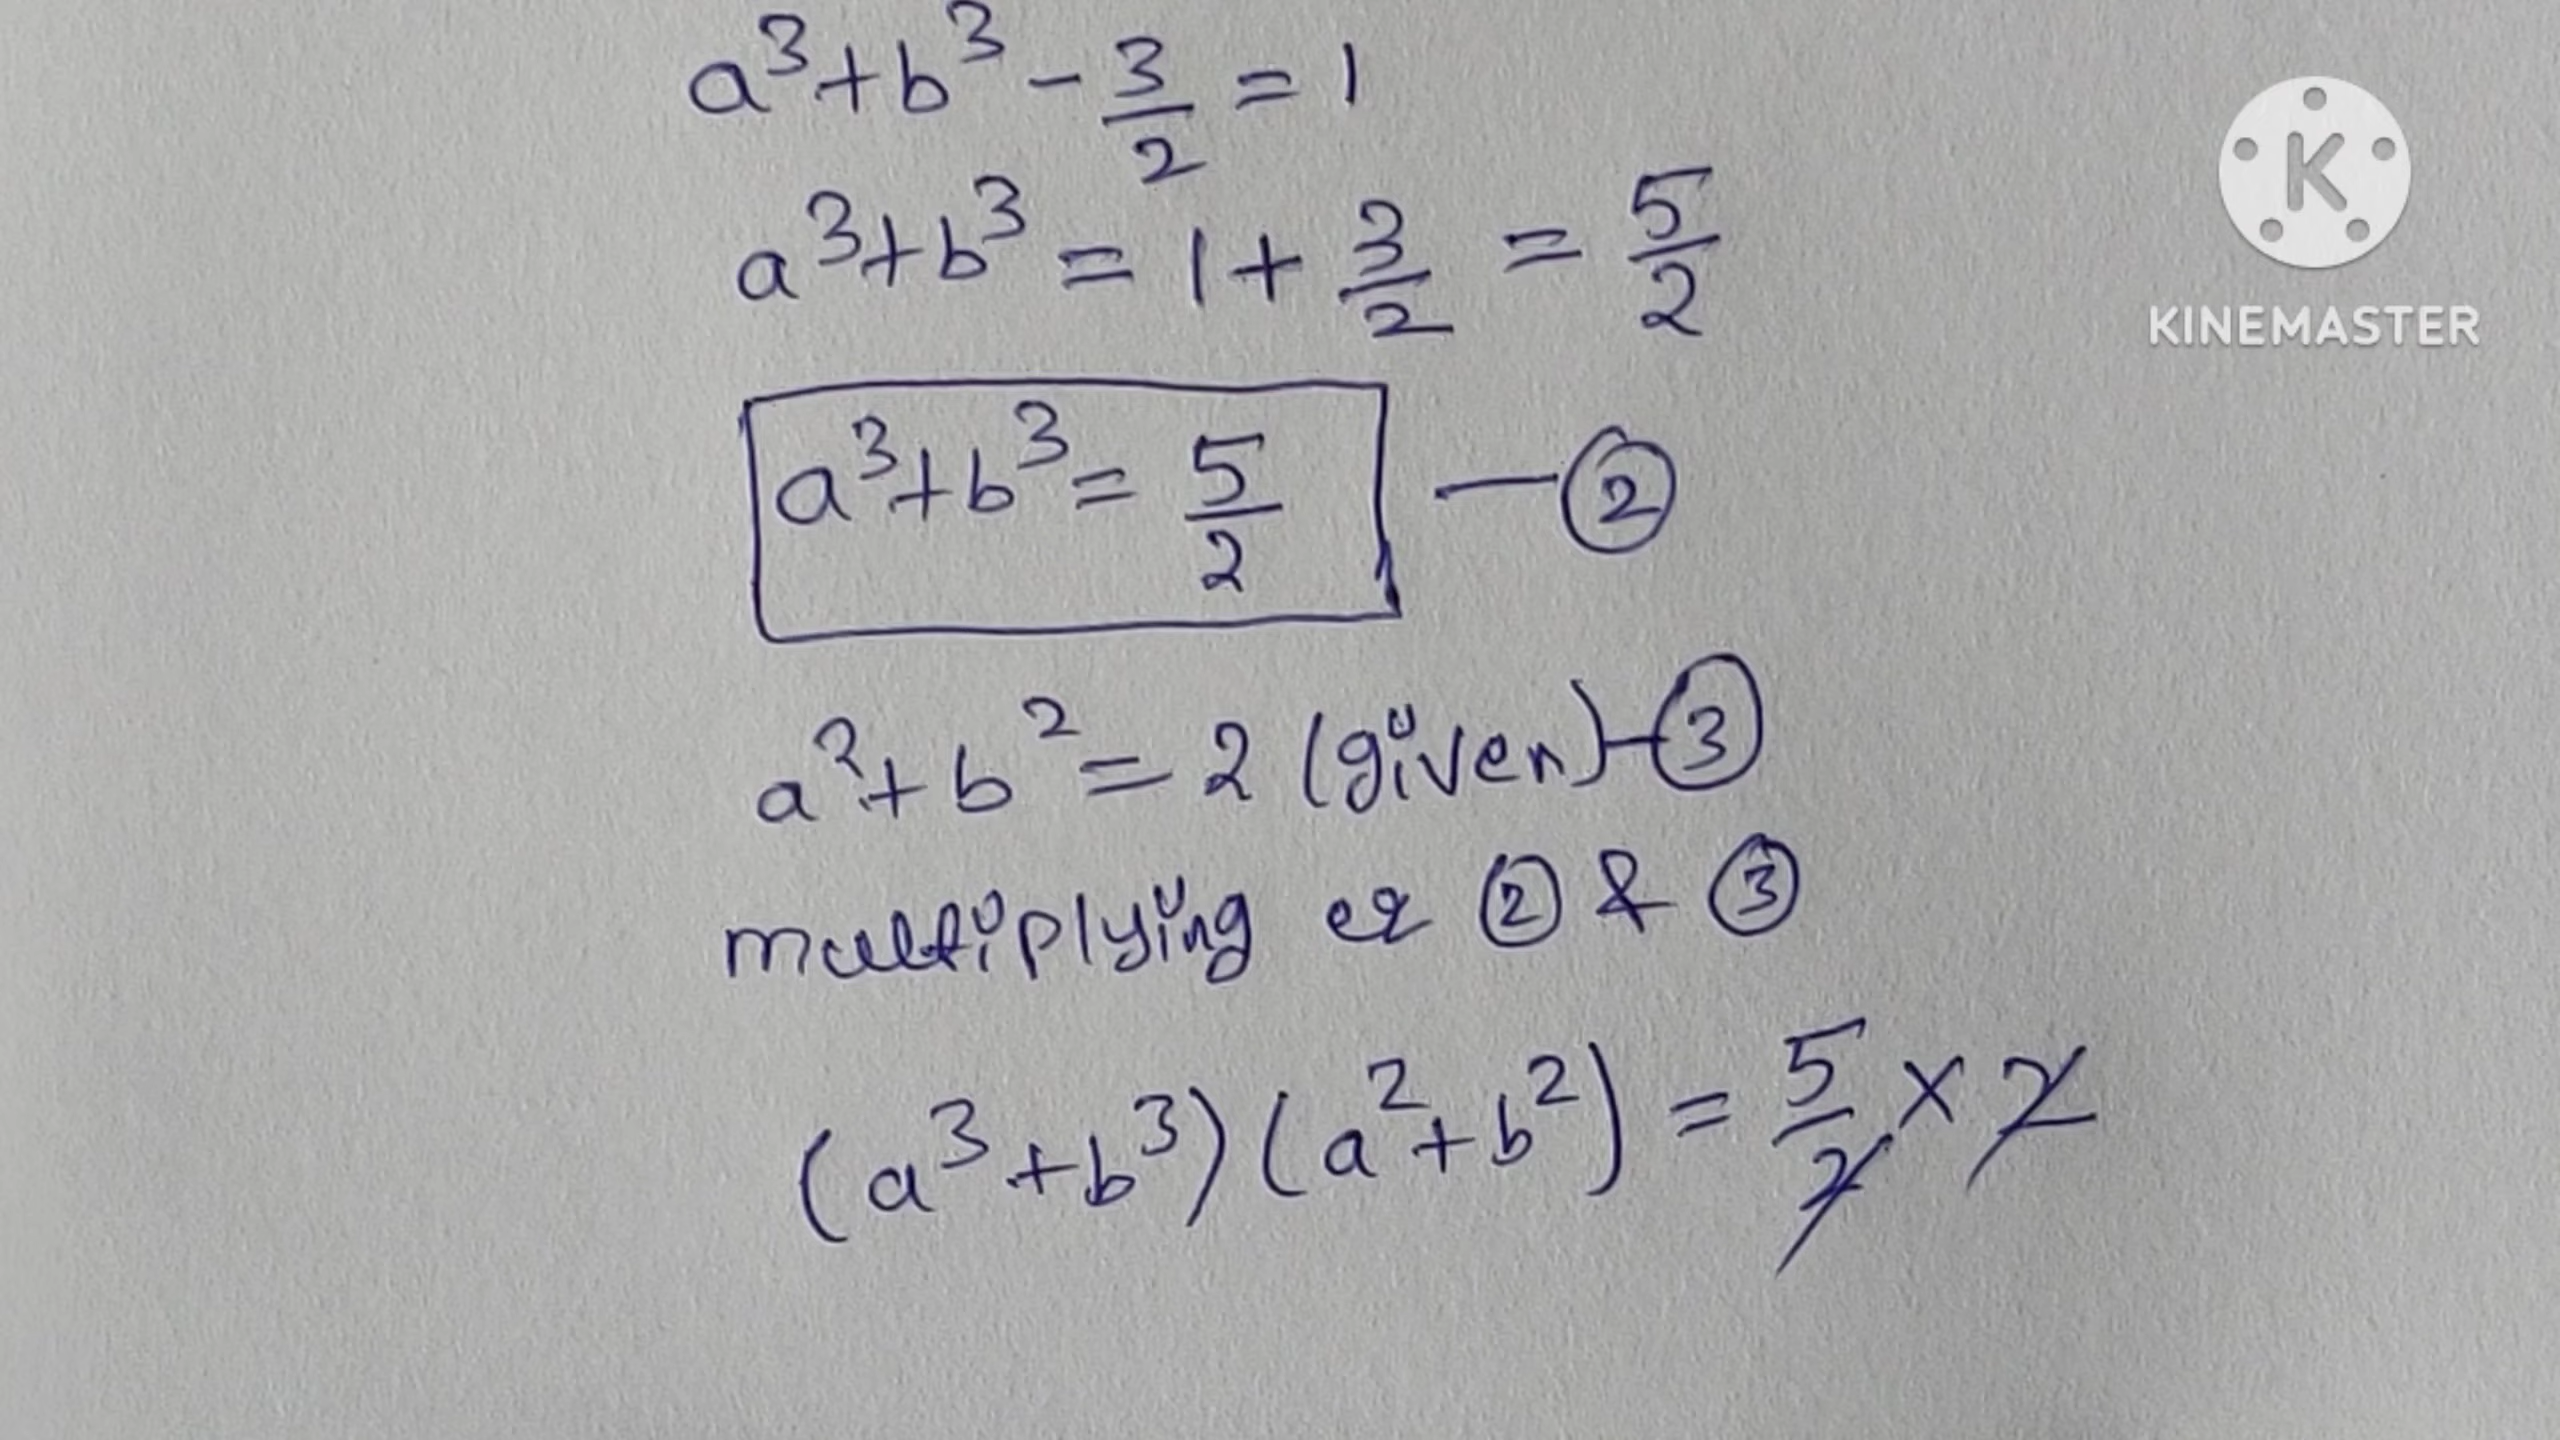 a³+b³-3/2=1
a³+b³=1+3/2=5/2
a³+b³=5/2 —②
a²+b²=2 (given)-③
multiplying eq ② & ③
(a³+b³)(a²+b²)=5/2×2
K
KINEMASTER